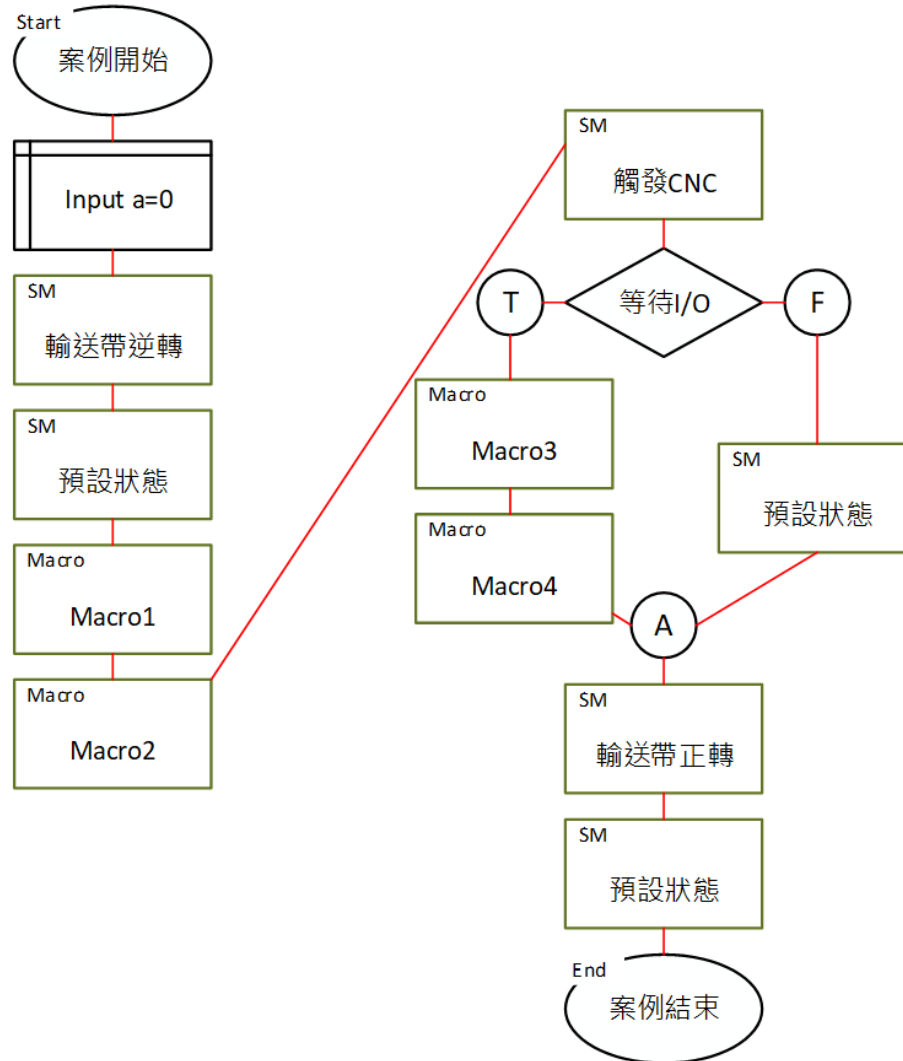 Start
案例開始
Input a=0
SM
輸送帶逆轉
SM
預設狀態
Macro
Macro1
Macro
Macro2
SM
觸發CNC
等待I/O
T
F
Macro
Macro3
Macro
Macro4
SM
預設狀態
A
SM
輸送帶正轉
SM
預設狀態
End
案例結束